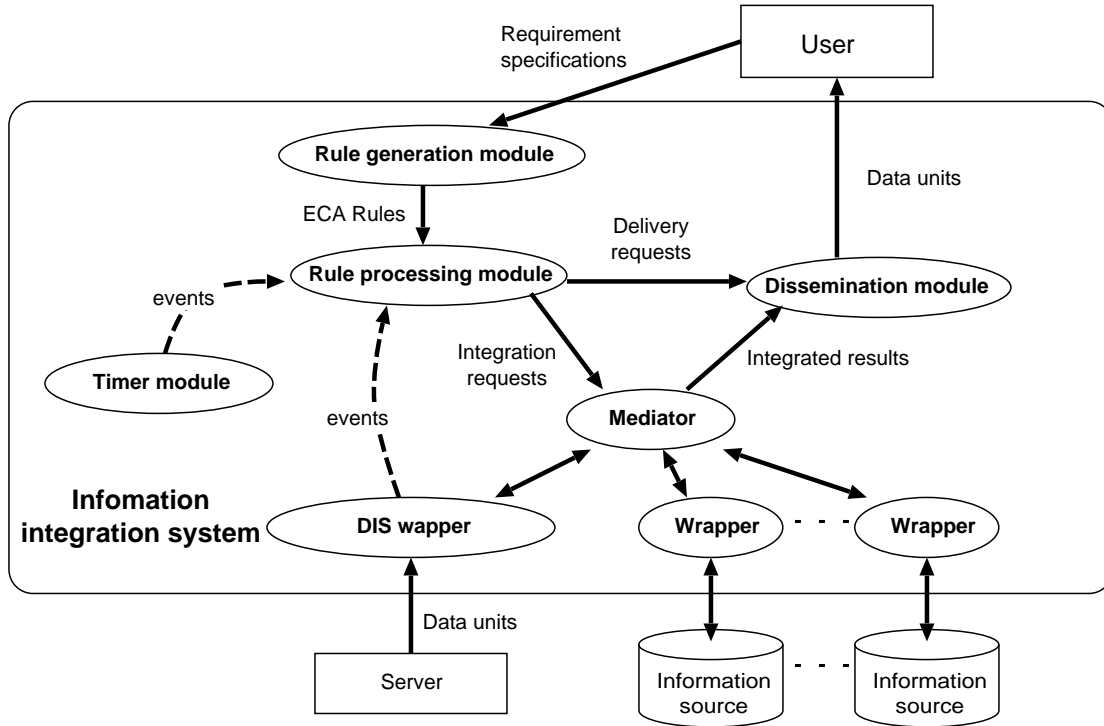 Requirement
specifications
User
Rule generation module
Data units
ECA Rules
Delivery
requests
Rule processing module
Dissemination module
events
Integration
requests
Integrated results
Timer module
events
Mediator
Infomation
integration system
DIS wapper
Wrapper
Wrapper
Data units
Server
Information
source
Information
source